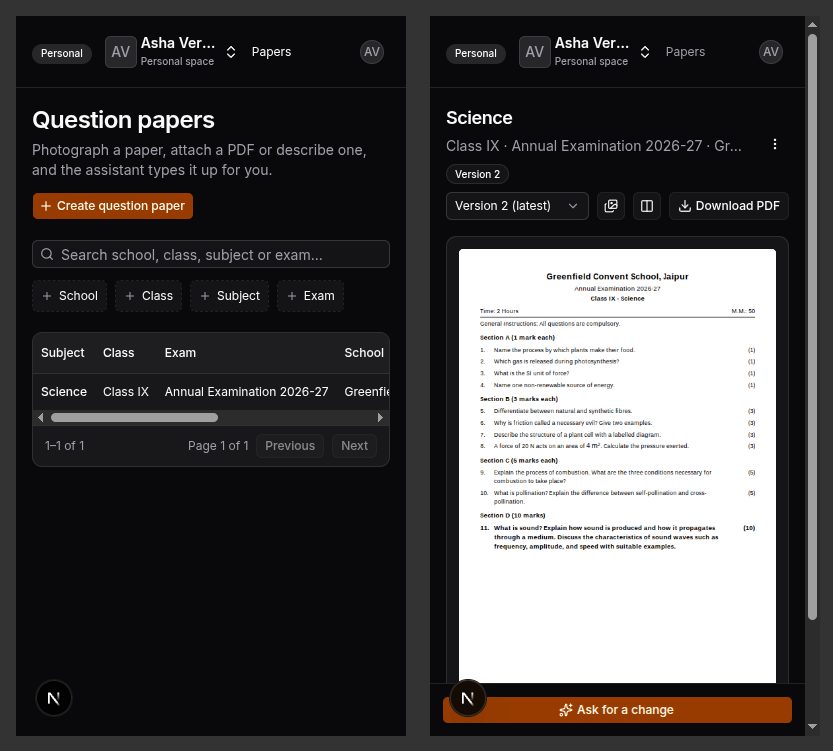 Personal
AV
Asha Ver...
Personal space
Papers
AV
Question papers
Photograph a paper, attach a PDF or describe one,
and the assistant types it up for you.
+ Create question paper
Search school, class, subject or exam...
+ School
+ Class
+ Subject
+ Exam
Subject Class Exam School
Science Class IX Annual Examination 2026-27 Greenfie
1–1 of 1
Page 1 of 1
Previous
Next
N
Personal
AV
Asha Ver...
Personal space
Papers
AV
Science
Class IX · Annual Examination 2026-27 · Gr...
Version 2
Version 2 (latest)
Download PDF
Greenfield Convent School, Jaipur
Annual Examination 2026-27
Class IX - Science
Time: 2 Hours M.M.: 50
General Instructions: All questions are compulsory.
Section A (1 mark each)
1. Name the process by which plants make their food. (1)
2. Which gas is released during photosynthesis? (1)
3. What is the SI unit of force? (1)
4. Name one non-renewable source of energy. (1)
Section B (3 marks each)
5. Differentiate between natural and synthetic fibres. (3)
6. Why is friction called a necessary evil? Give two examples. (3)
7. Describe the structure of a plant cell with a labelled diagram. (3)
8. A force of 20 N acts on an area of 4 m². Calculate the pressure exerted. (3)
Section C (5 marks each)
9. Explain the process of combustion. What are the three conditions necessary for (5)
combustion to take place?
10. What is pollination? Explain the difference between self-pollination and cross- (5)
pollination.
Section D (10 marks)
11. What is sound? Explain how sound is produced and how it propagates (10)
through a medium. Discuss the characteristics of sound waves such as
frequency, amplitude, and speed with suitable examples.
N
Ask for a change